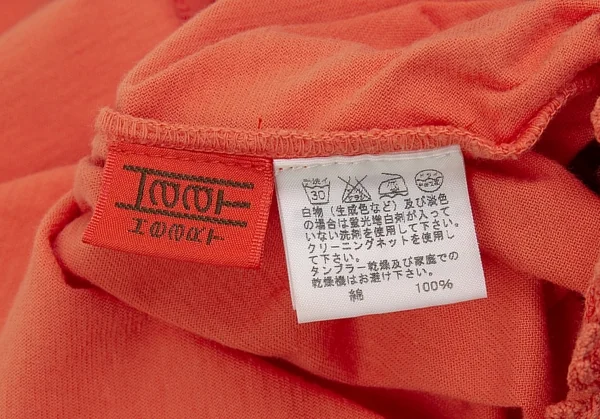 30
白物（生成色など）及び淡色
の場合は蛍光増白剤が入って
いない洗剤を使用して下さい。
クリーニングネットを使用し
て下さい。
タンブラー乾燥及び家庭での
乾燥機はお避け下さい。
綿 100%